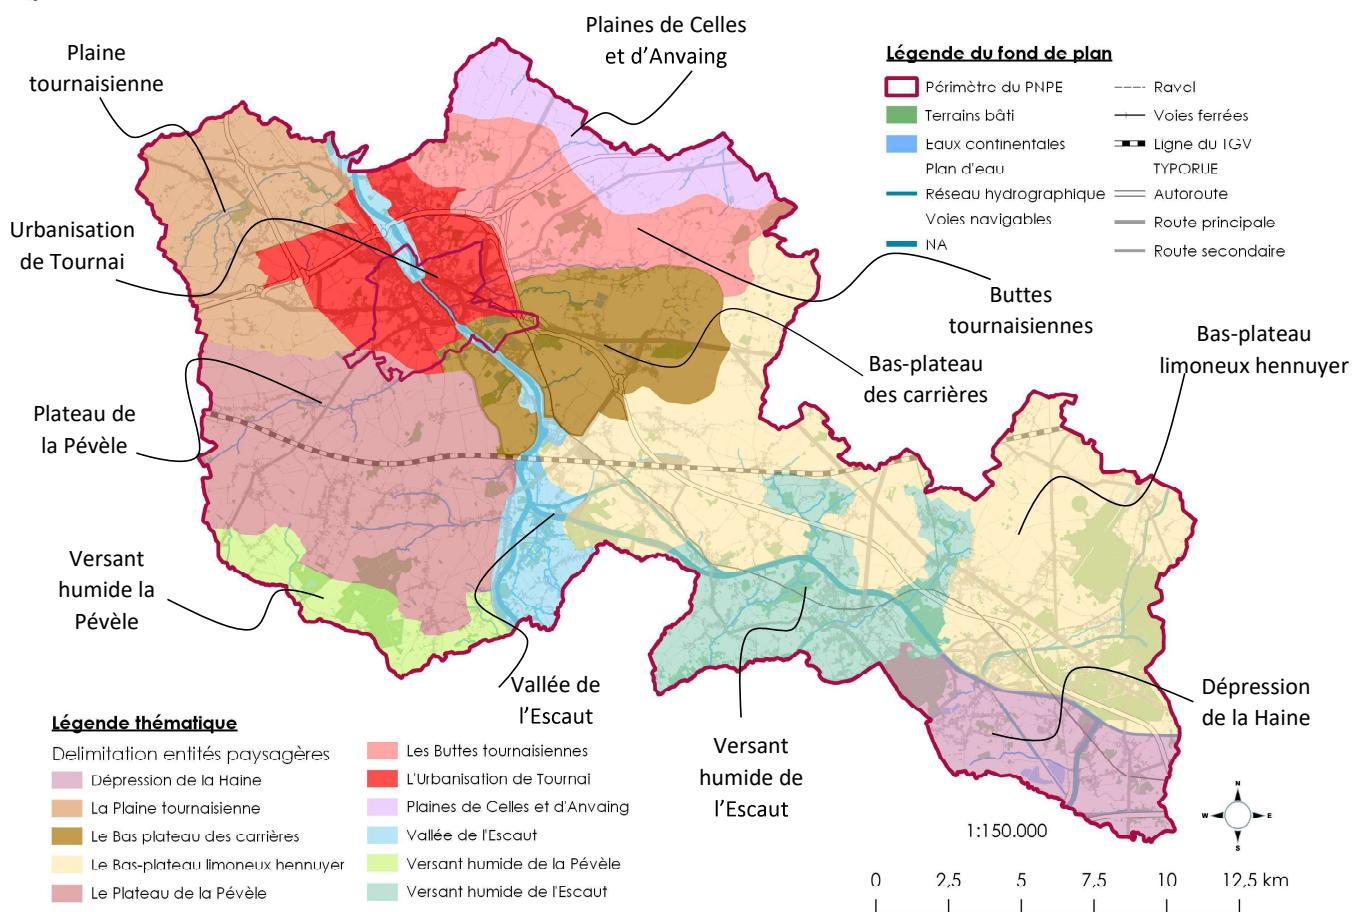 Plaines de Celles
et d'Anvaing
Plaine
tournaisienne
Urbanisation
de Tournai
Plateau de
la Pévèle
Versant
humide la
Pévèle
Vallée de
l'Escaut
Versant
humide de
l'Escaut
Buttes
tournaisiennes
Bas-plateau
des carrières
Bas-plateau
limoneux hennuyer
Dépression
de la Haine
Légende du fond de plan
Périmètre du PNPE
Terrains bâti
Eaux continentales
Plan d'eau
Réseau hydrographique
Voies navigables
NA
Ravel
Voies ferrées
Ligne du TGV
TYPORUE
Autoroute
Route principale
Route secondaire
Légende thématique
Delimitation entités paysagères
Dépression de la Haine
La Plaine tournaisienne
Le Bas plateau des carrières
Le Bas-plateau limoneux hennuyer
Le Plateau de la Pévèle
Les Buttes tournaisiennes
L'Urbanisation de Tournai
Plaines de Celles et d'Anvaing
Vallée de l'Escaut
Versant humide de la Pévèle
Versant humide de l'Escaut
1:150.000
N
W
E
S
0 2,5 5 7,5 10 12,5 km